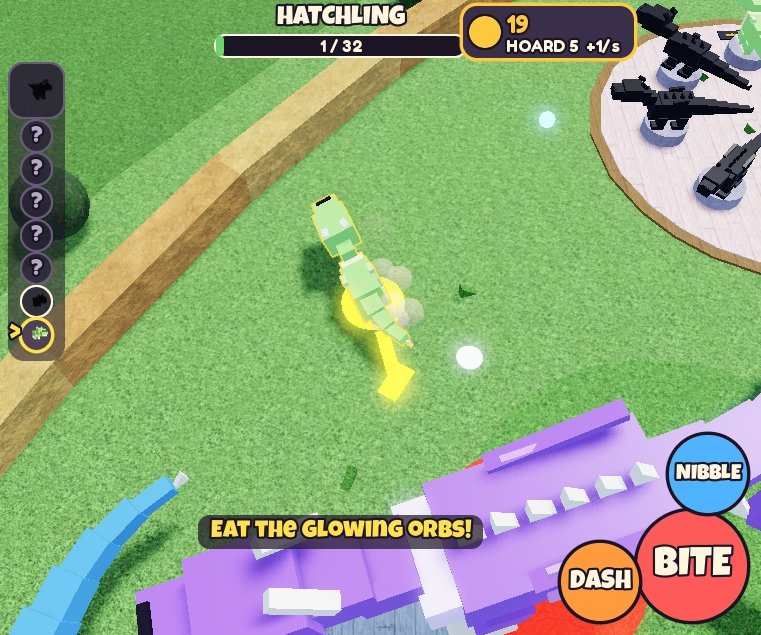 HATCHLING
1 / 32
19
HOARD 5 +1/s
?
?
?
?
?
>
EAT THE GLOWING ORBS!
NIBBLE
BITE
DASH